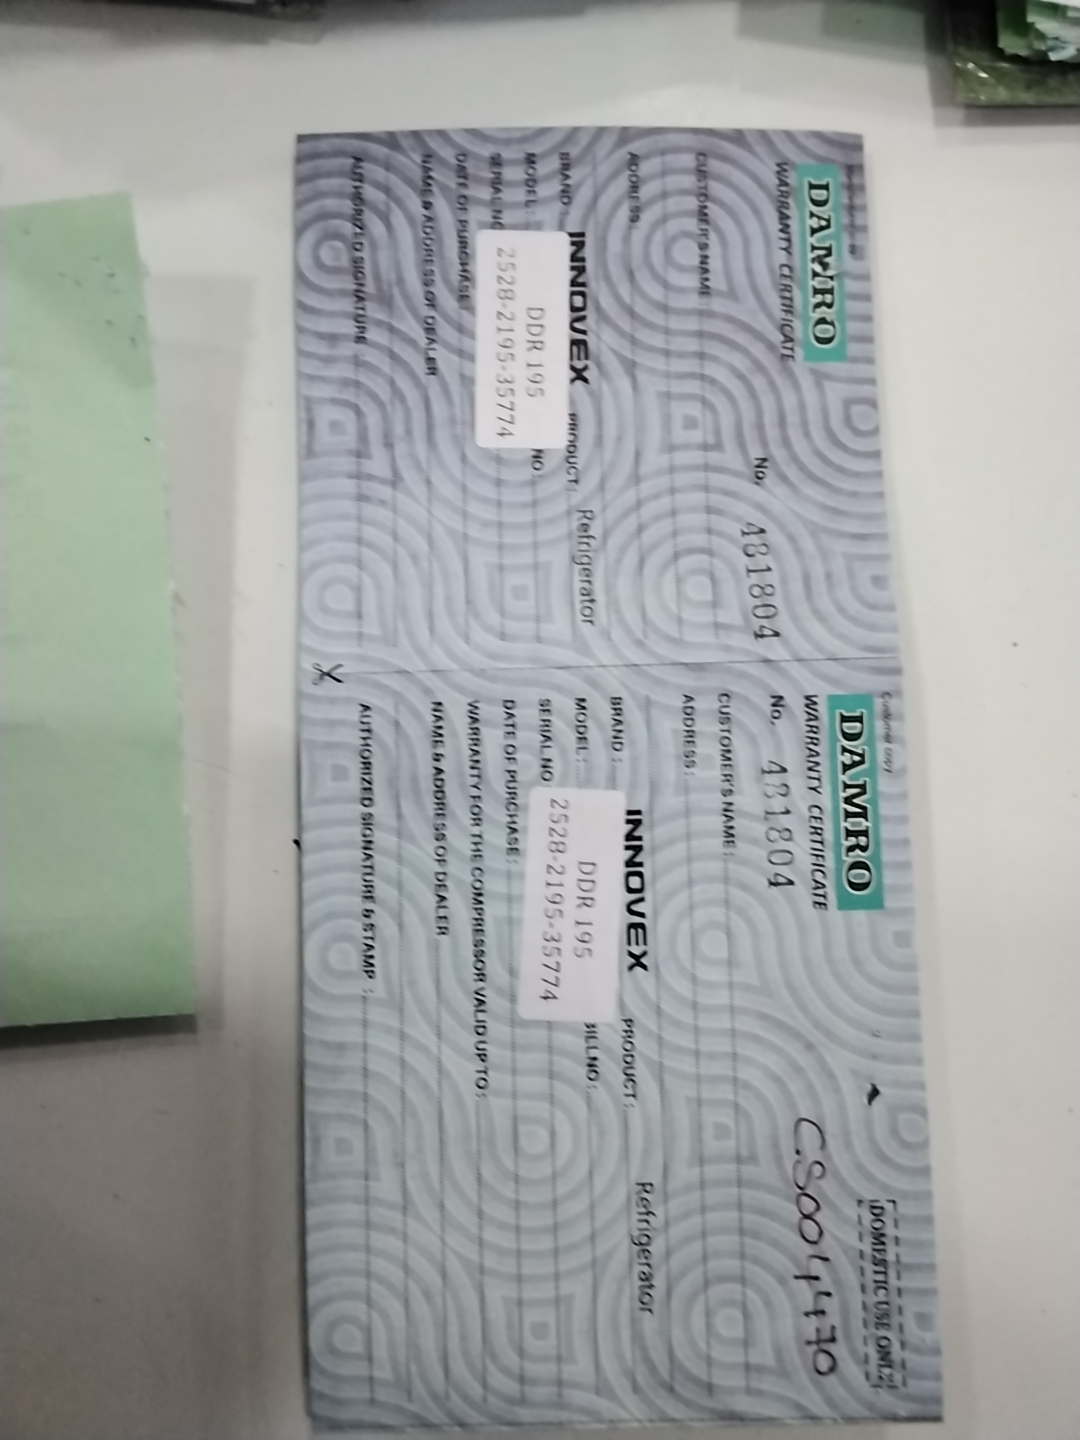 DAMRO
WARRANTY CERTIFICATE
No. 481804
CUSTOMER'S NAME
ADDRESS:
BRAND : INNOVEX PRODUCT: Refrigerator
MODEL: DDR 195 NO:
SERIAL NO 2528-2195-35774
DATE OF PURCHASE:
NAME & ADDRESS OF DEALER
AUTHORIZED SIGNATURE :
Customer copy
DAMRO
DOMESTIC USE ONLY
WARRANTY CERTIFICATE
No. 481804 CS004470
CUSTOMER'S NAME:
ADDRESS:
BRAND : INNOVEX PRODUCT: Refrigerator
MODEL: DDR 195 BILL NO:
SERIAL NO 2528-2195-35774
DATE OF PURCHASE:
WARRANTY FOR THE COMPRESSOR VALID UP TO:
NAME & ADDRESS OF DEALER
AUTHORIZED SIGNATURE & STAMP :